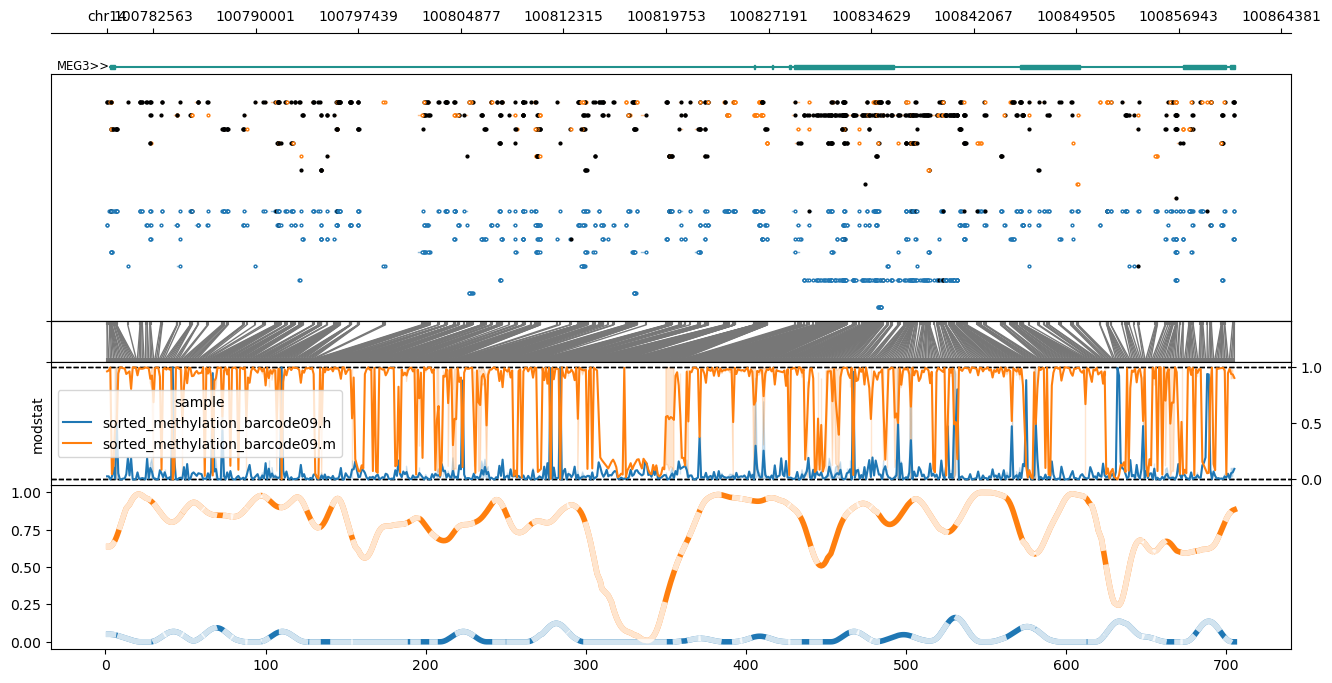 chr14 100782563 100790001 100797439 100804877 100812315 100819753 100827191 100834629 100842067 100849505 100856943 100864381
MEG3>>
1.0
sample
sorted_methylation_barcode09.h
0.5
sorted_methylation_barcode09.m
modstat
0.0
1.00
0.75
0.50
0.25
0.00
0 100 200 300 400 500 600 700